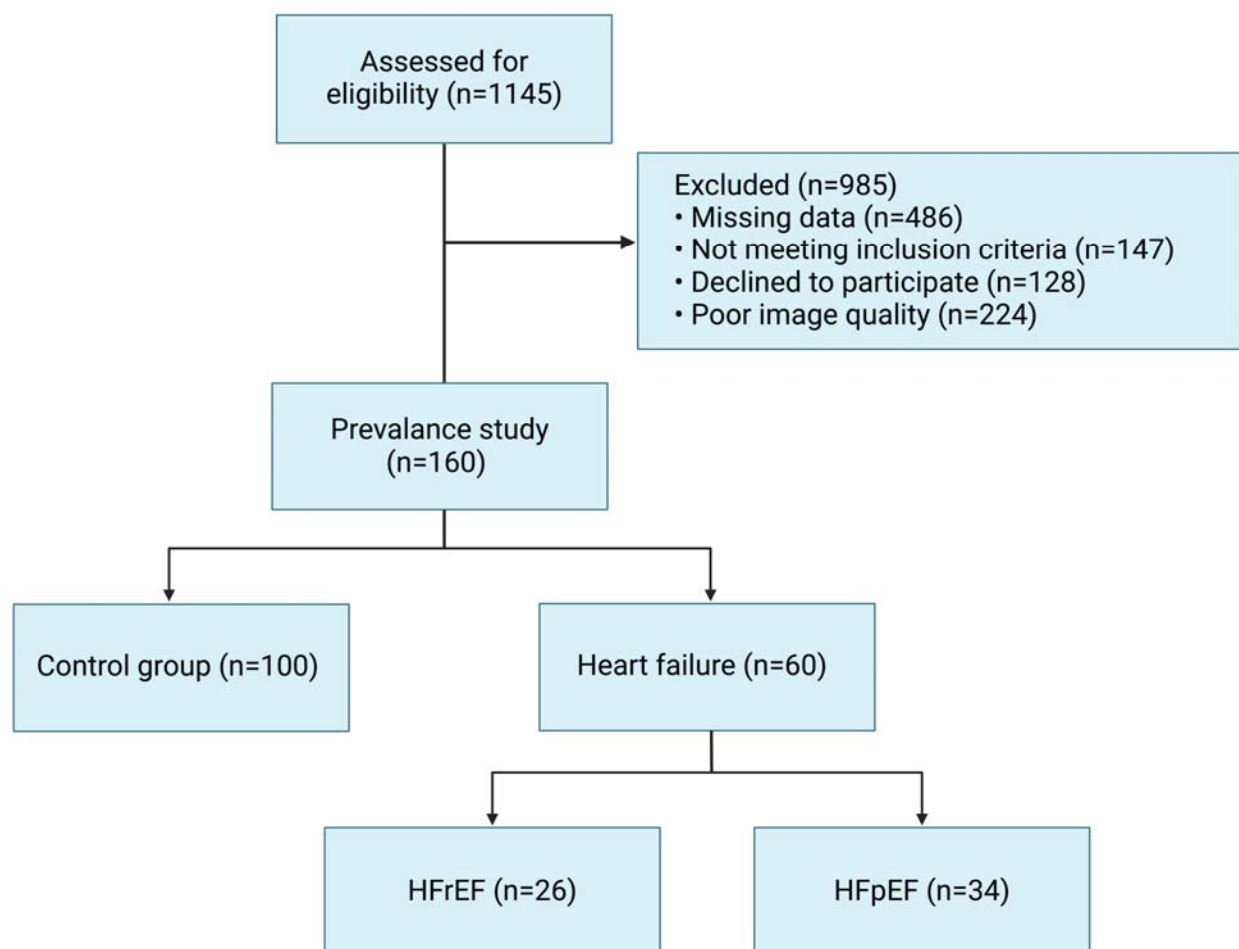 Assessed for
eligibility (n=1145)
Excluded (n=985)
• Missing data (n=486)
• Not meeting inclusion criteria (n=147)
• Declined to participate (n=128)
• Poor image quality (n=224)
Prevalance study
(n=160)
Control group (n=100)
Heart failure (n=60)
HFrEF (n=26)
HFpEF (n=34)